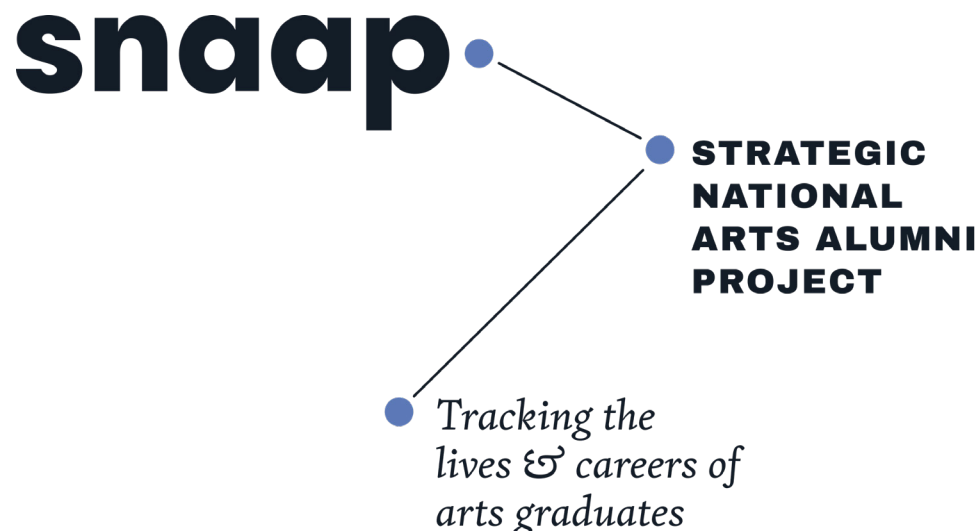 snaap
STRATEGIC
NATIONAL
ARTS ALUMNI
PROJECT
Tracking the
lives & careers of
arts graduates